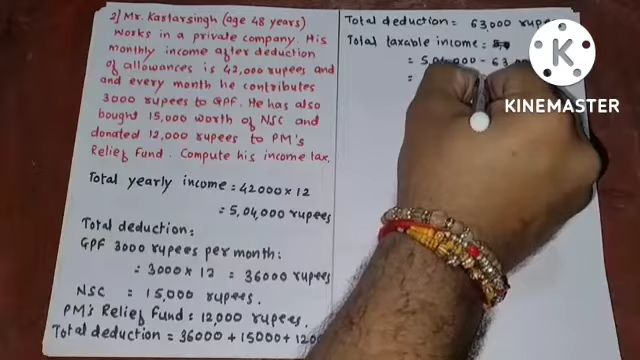 2] Mr. Kartarsingh (age 48 years)
works in a private company. His
monthly income after deduction
of allowances is 42,000 rupees and
and every month he contributes
3000 rupees to GPF. He has also
bought 15,000 worth of NSC and
donated 12,000 rupees to PM's
Relief Fund. Compute his income tax.
Total yearly income = 42000 × 12
= 5,04,000 rupees
Total deduction:
GPF 3000 rupees per month:
= 3000 × 12 = 36000 rupees
NSC = 15,000 rupees.
PM's Relief Fund = 12,000 rupees.
Total deduction = 36000 + 15000 +
Total deduction = 63,000
Total taxable income =
= 5,04,000 -
=
KINEMASTER